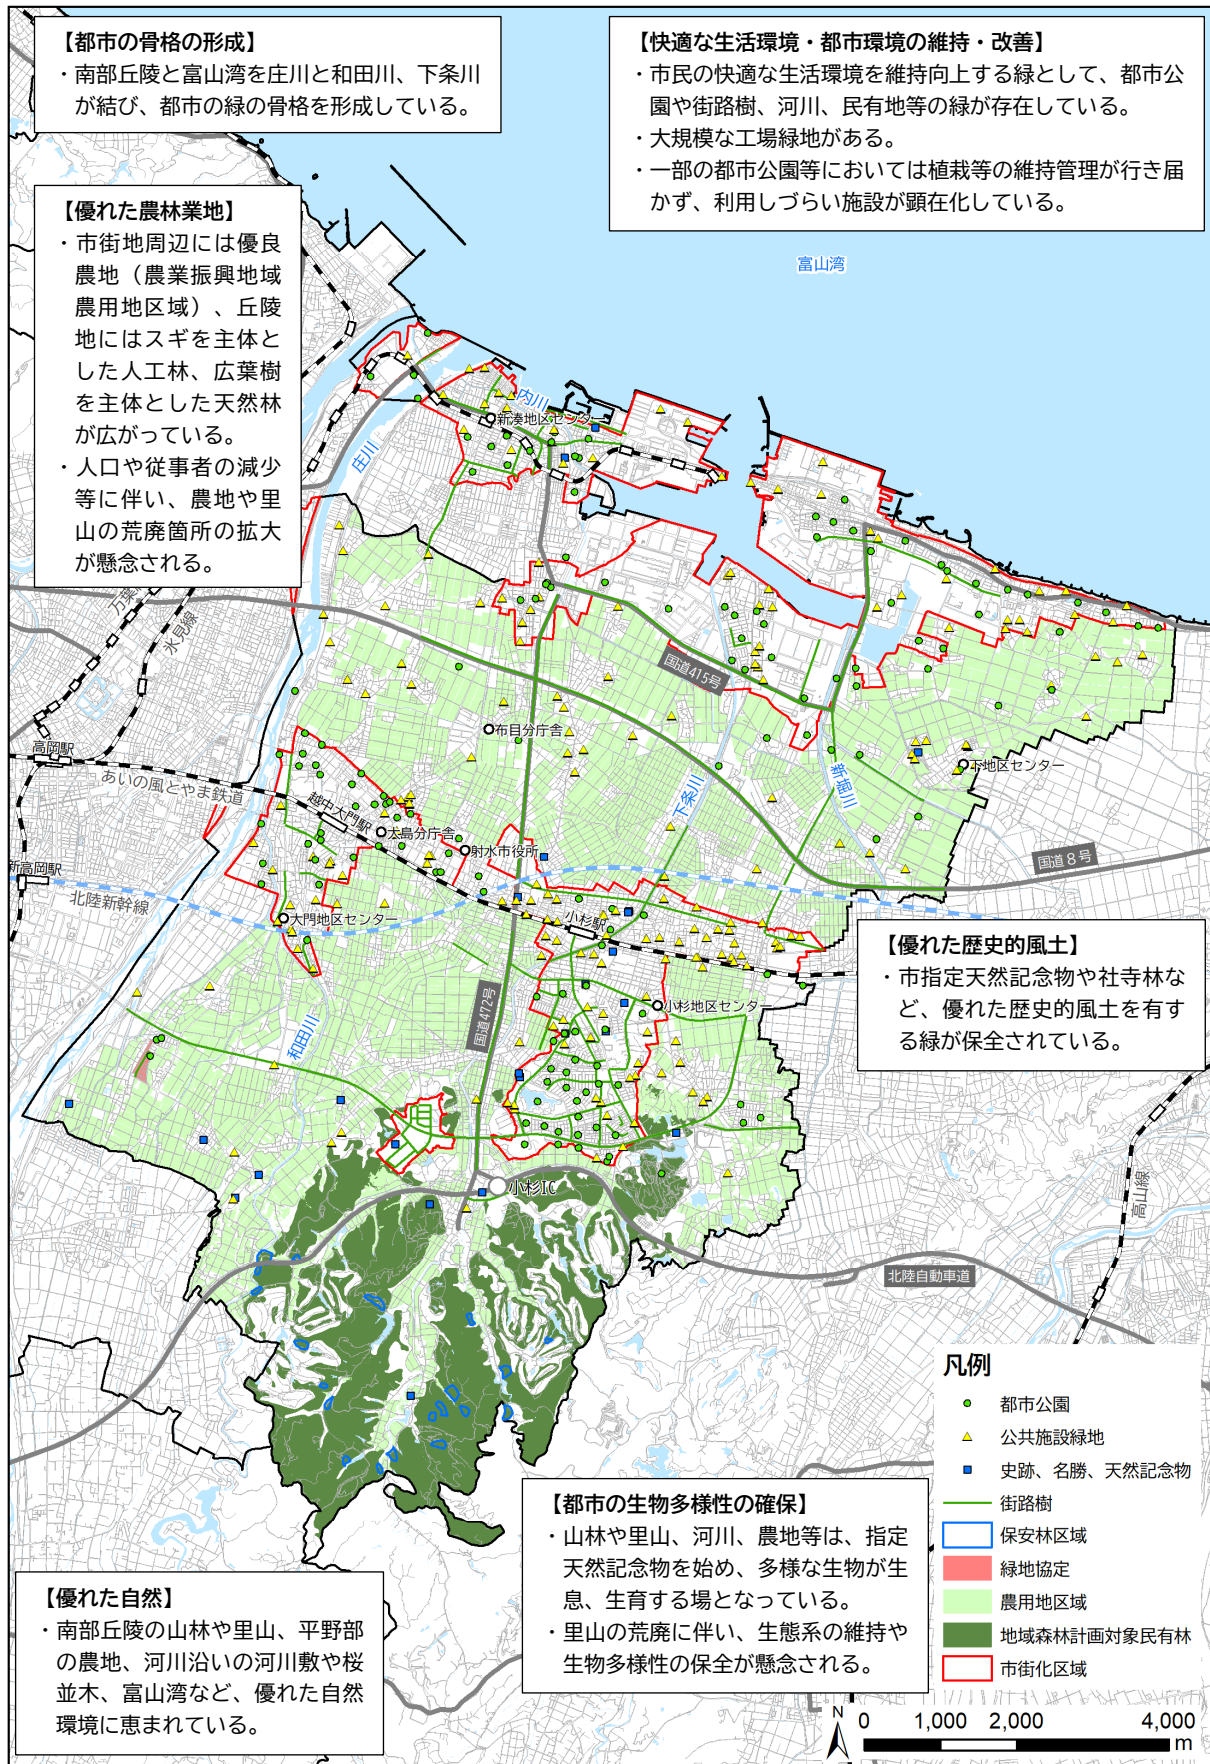 【都市の骨格の形成】
・南部丘陵と富山湾を庄川と和田川、下条川
が結び、都市の緑の骨格を形成している。
【快適な生活環境・都市環境の維持・改善】
・市民の快適な生活環境を維持向上する緑として、都市公
園や街路樹、河川、民有地等の緑が存在している。
・大規模な工場緑地がある。
・一部の都市公園等においては植栽等の維持管理が行き届
かず、利用しづらい施設が顕在化している。
【優れた農林業地】
・市街地周辺には優良
農地（農業振興地域
農用地区域）、丘陵
地にはスギを主体と
した人工林、広葉樹
を主体とした天然林
が広がっている。
・人口や従事者の減少
等に伴い、農地や里
山の荒廃箇所の拡大
が懸念される。
富山湾
内川
新湊地区センター
庄川
万葉
氷見線
国道415号
布目分庁舎
高岡駅
あいの風とやま鉄道
越中大門駅
大島分庁舎
射水市役所
下条川
新堀川
下地区センター
国道8号
新高岡駅
北陸新幹線
大門地区センター
小杉駅
小杉地区センター
国道472号
和田川
【優れた歴史的風土】
・市指定天然記念物や社寺林な
ど、優れた歴史的風土を有す
る緑が保全されている。
小杉IC
高山線
北陸自動車道
凡例
都市公園
公共施設緑地
史跡、名勝、天然記念物
街路樹
保安林区域
緑地協定
農用地区域
地域森林計画対象民有林
市街化区域
【都市の生物多様性の確保】
・山林や里山、河川、農地等は、指定
天然記念物を始め、多様な生物が生
息、生育する場となっている。
・里山の荒廃に伴い、生態系の維持や
生物多様性の保全が懸念される。
【優れた自然】
・南部丘陵の山林や里山、平野部
の農地、河川沿いの河川敷や桜
並木、富山湾など、優れた自然
環境に恵まれている。
N
0 1,000 2,000 4,000
m